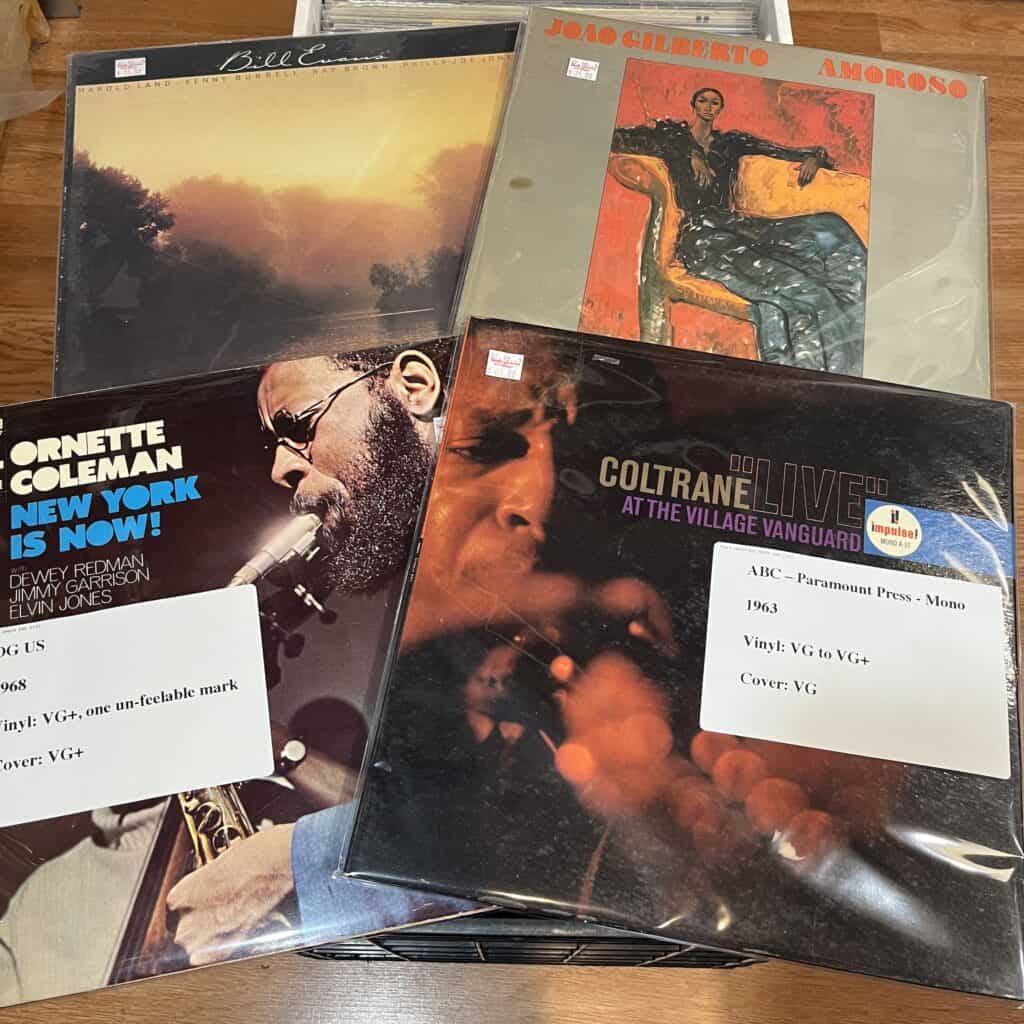 Bill Evans
HAROLD LAND · KENNY BURRELL · RAY BROWN · PHILLY JOE JONES
JOAO GILBERTO AMOROSO
ORNETTE
COLEMAN
NEW YORK
IS NOW!
WITH
DEWEY REDMAN
JIMMY GARRISON
ELVIN JONES
OG US
1968
Vinyl: VG+, one un-feelable mark
Cover: VG+
COLTRANE "LIVE"
AT THE VILLAGE VANGUARD
impulse!
MONO
ABC – Paramount Press - Mono
1963
Vinyl: VG to VG+
Cover: VG